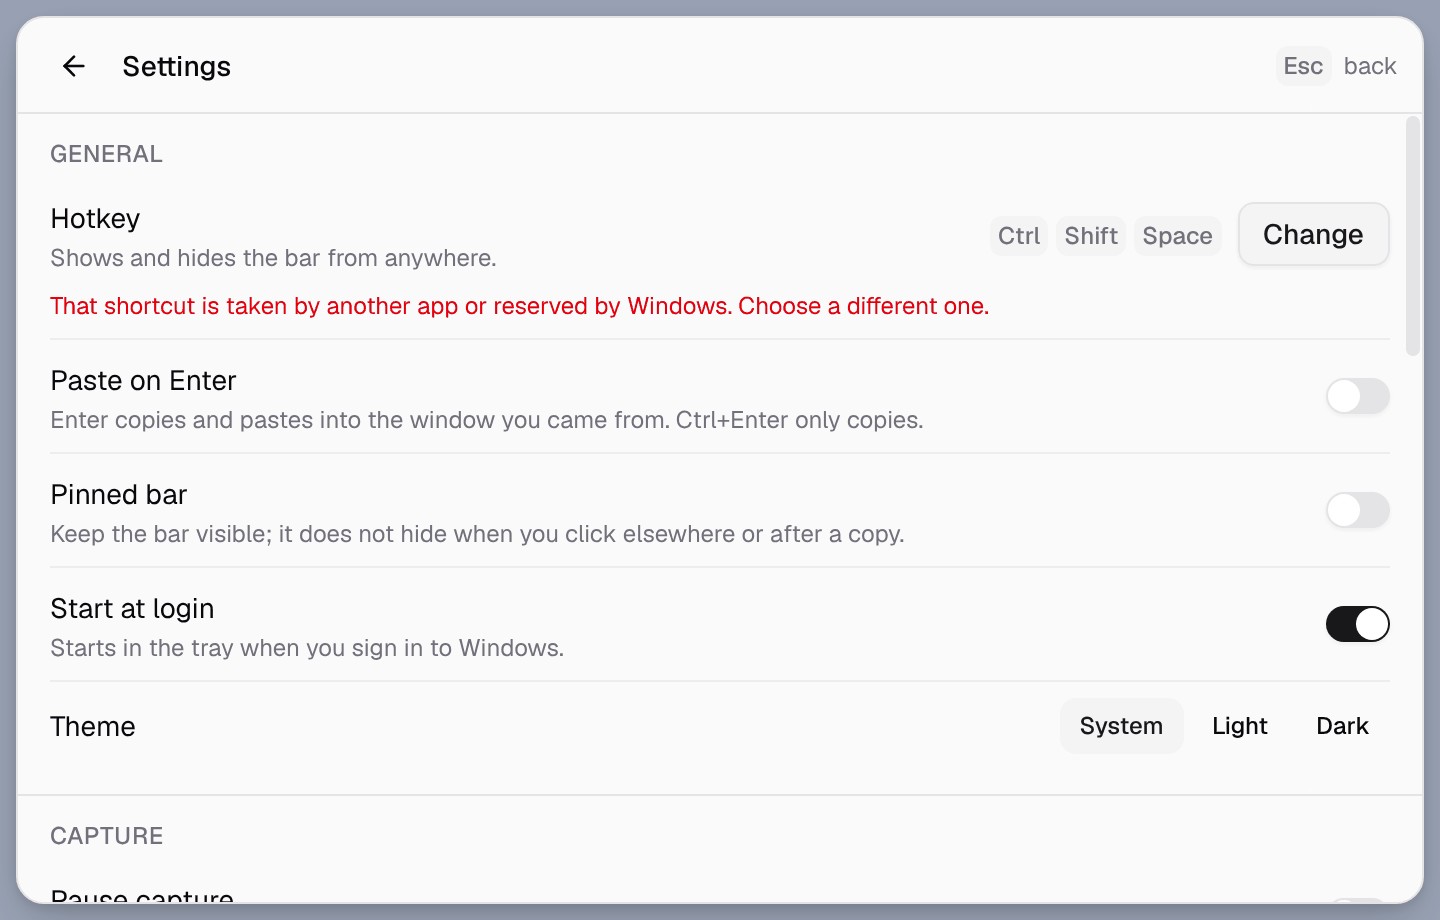 Settings
Esc back
GENERAL
Hotkey
Shows and hides the bar from anywhere.
Ctrl Shift Space Change
That shortcut is taken by another app or reserved by Windows. Choose a different one.
Paste on Enter
Enter copies and pastes into the window you came from. Ctrl+Enter only copies.
Pinned bar
Keep the bar visible; it does not hide when you click elsewhere or after a copy.
Start at login
Starts in the tray when you sign in to Windows.
Theme
System Light Dark
CAPTURE
Pause capture